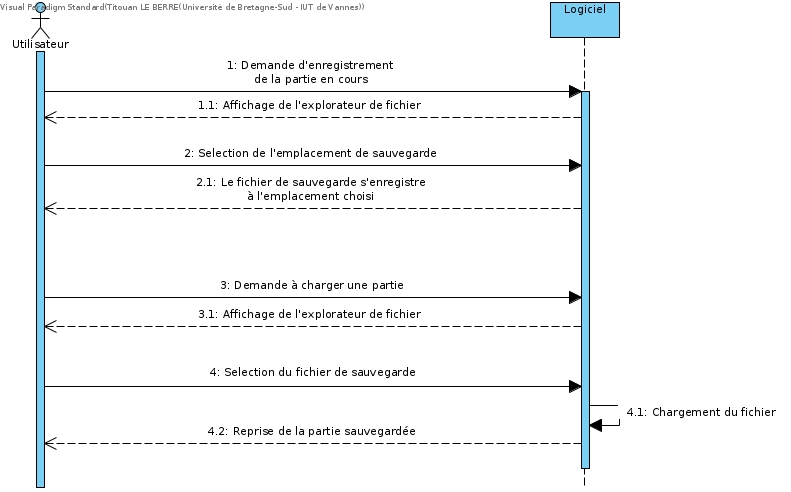 Visual Paradigm Standard(Titouan LE BERRE(Université de Bretagne-Sud - IUT de Vannes))
Logiciel
Utilisateur
1: Demande d'enregistrement
de la partie en cours
1.1: Affichage de l'explorateur de fichier
2: Selection de l'emplacement de sauvegarde
2.1: Le fichier de sauvegarde s'enregistre
à l'emplacement choisi
3: Demande à charger une partie
3.1: Affichage de l'explorateur de fichier
4: Selection du fichier de sauvegarde
4.1: Chargement du fichier
4.2: Reprise de la partie sauvegardée